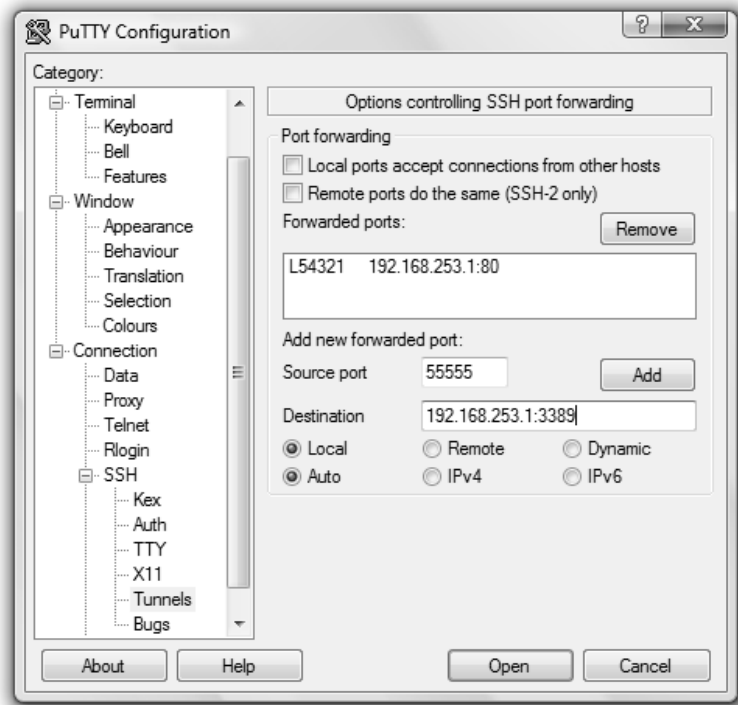 PuTTY Configuration
?
X
Category:
Terminal
Keyboard
Bell
Features
Window
Appearance
Behaviour
Translation
Selection
Colours
Connection
Data
Proxy
Telnet
Rlogin
SSH
Kex
Auth
TTY
X11
Tunnels
Bugs
Options controlling SSH port forwarding
Port forwarding
Local ports accept connections from other hosts
Remote ports do the same (SSH-2 only)
Forwarded ports:
Remove
L54321 192.168.253.1:80
Add new forwarded port:
Source port 55555 Add
Destination 192.168.253.1:3389
Local Remote Dynamic
Auto IPv4 IPv6
About Help Open Cancel